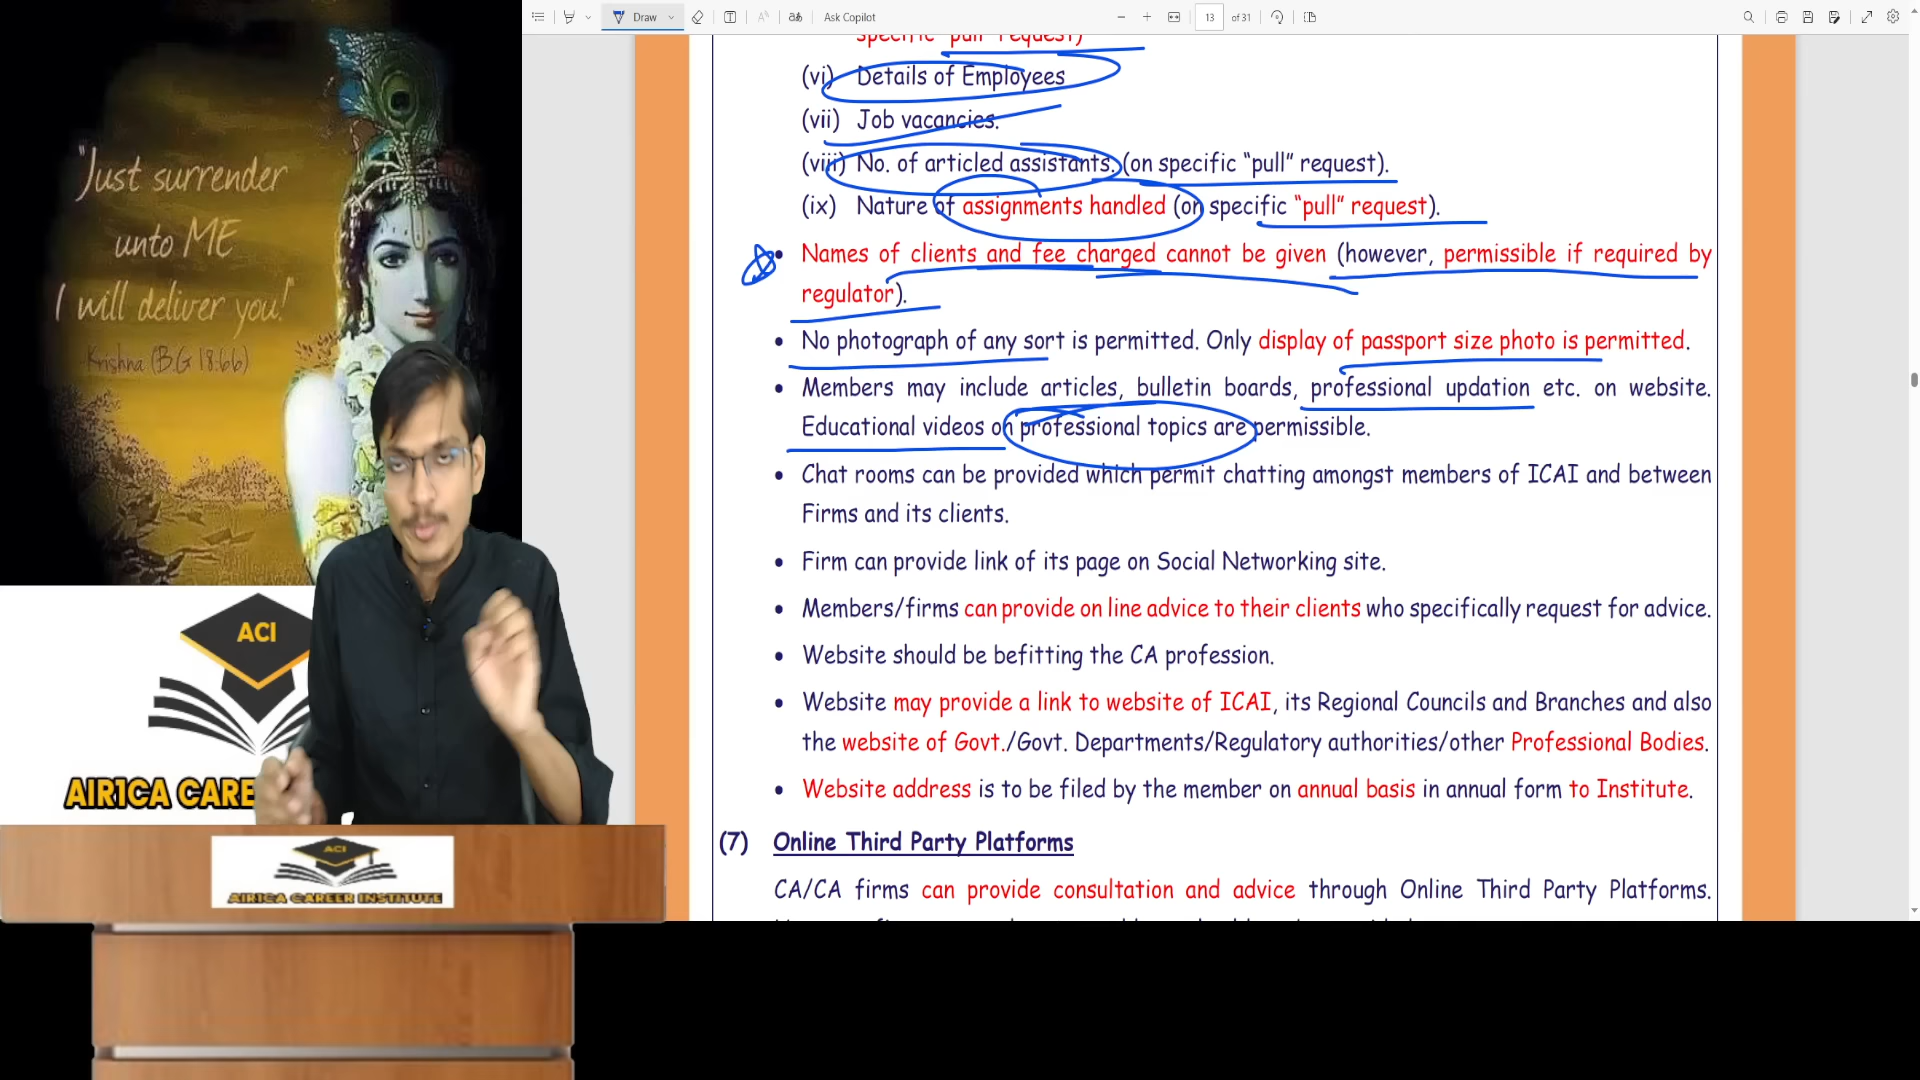 Draw
Ask Copilot
13
of 31
"Just surrender
unto ME
I will deliver you!"
Krishna (B.G 18:66)
ACI
AIR1CA CARE
ACI
AIR1CA CAREER INSTITUTE
specific "pull" request)
(vi) Details of Employees
(vii) Job vacancies.
(viii) No. of articled assistants. (on specific “pull” request).
(ix) Nature of assignments handled (on specific “pull” request).
• Names of clients and fee charged cannot be given (however, permissible if required by
regulator).
• No photograph of any sort is permitted. Only display of passport size photo is permitted.
• Members may include articles, bulletin boards, professional updation etc. on website.
Educational videos on professional topics are permissible.
• Chat rooms can be provided which permit chatting amongst members of ICAI and between
Firms and its clients.
• Firm can provide link of its page on Social Networking site.
• Members/firms can provide on line advice to their clients who specifically request for advice.
• Website should be befitting the CA profession.
• Website may provide a link to website of ICAI, its Regional Councils and Branches and also
the website of Govt./Govt. Departments/Regulatory authorities/other Professional Bodies.
• Website address is to be filed by the member on annual basis in annual form to Institute.
(7) Online Third Party Platforms
CA/CA firms can provide consultation and advice through Online Third Party Platforms.